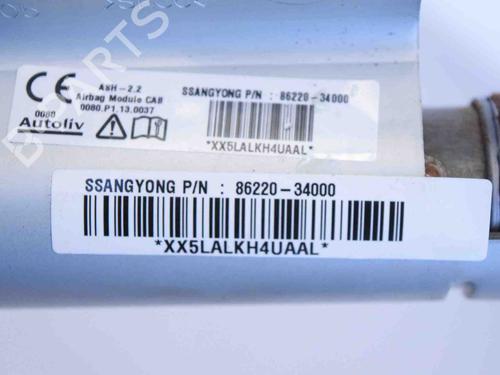 CE
ASH-2.2
Airbag Module CAB
0080.P1.13.0037
0080
Autoliv
SSANGYONG P/N : 86220-34000
*XX5LALKH4UAAL*
SSANGYONG P/N : 86220-34000
*XX5LALKH4UAAL*